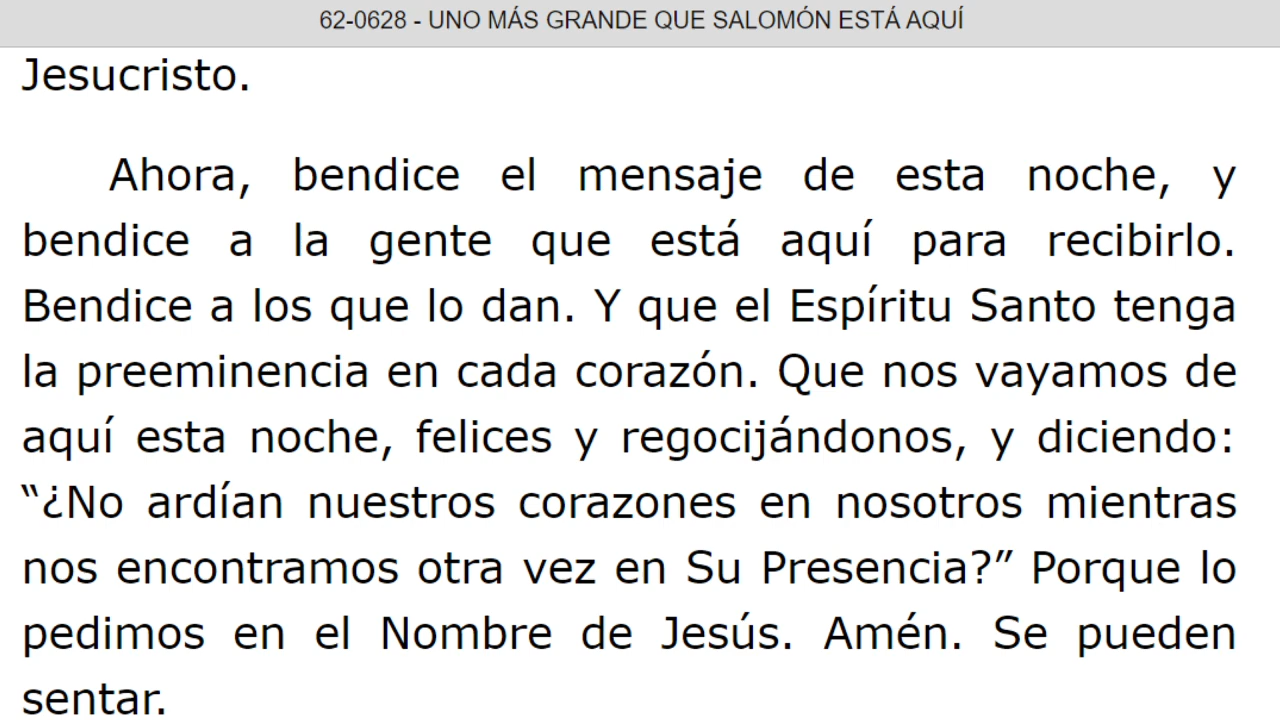 62-0628 - UNO MÁS GRANDE QUE SALOMÓN ESTÁ AQUÍ
Jesucristo.
Ahora, bendice el mensaje de esta noche, y
bendice a la gente que está aquí para recibirlo.
Bendice a los que lo dan. Y que el Espíritu Santo tenga
la preeminencia en cada corazón. Que nos vayamos de
aquí esta noche, felices y regocijándonos, y diciendo:
“¿No ardían nuestros corazones en nosotros mientras
nos encontramos otra vez en Su Presencia?” Porque lo
pedimos en el Nombre de Jesús. Amén. Se pueden
sentar.